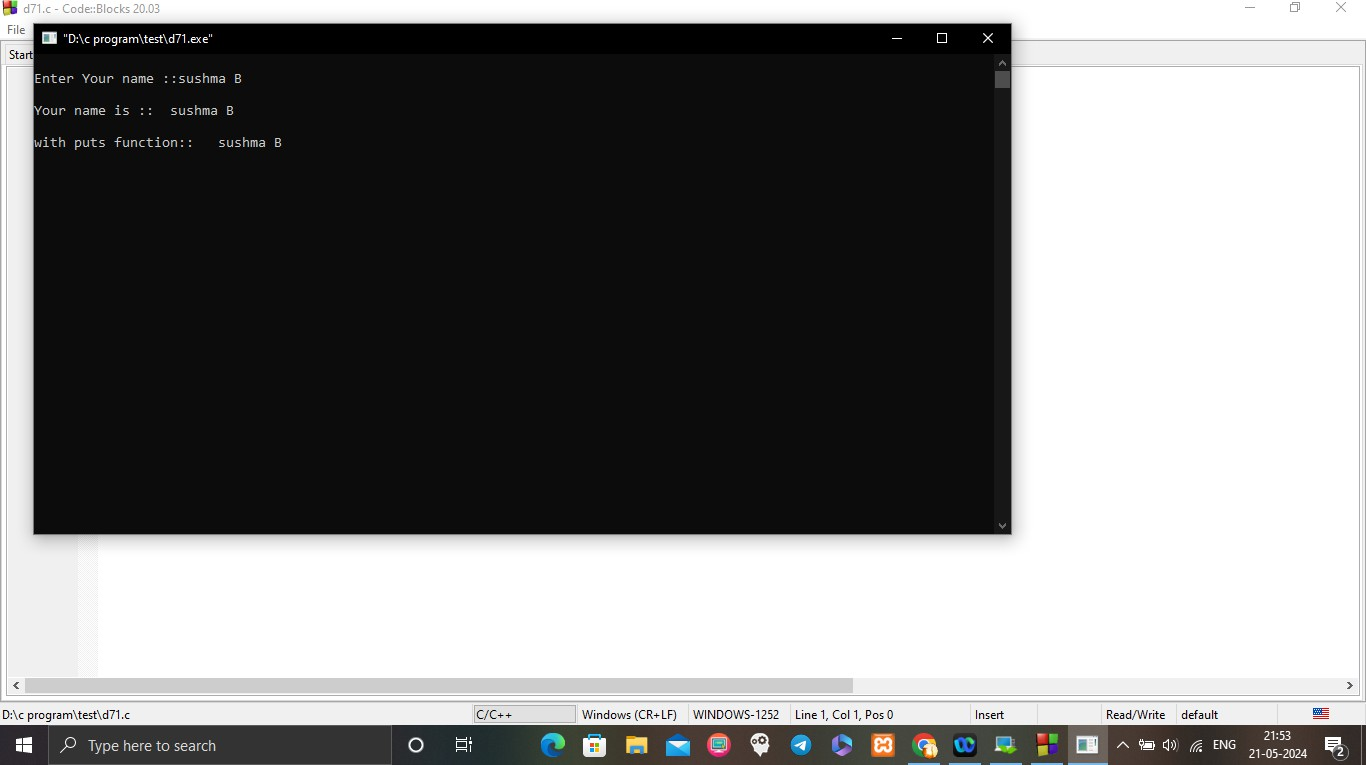 d71.c - Code::Blocks 20.03
File
"D:\c program\test\d71.exe"
Start
Enter Your name ::sushma B
Your name is ::  sushma B
with puts function::   sushma B
D:\c program\test\d71.c
C/C++
Windows (CR+LF)
WINDOWS-1252
Line 1, Col 1, Pos 0
Insert
Read/Write
default
Type here to search
ENG
21:53
21-05-2024
2